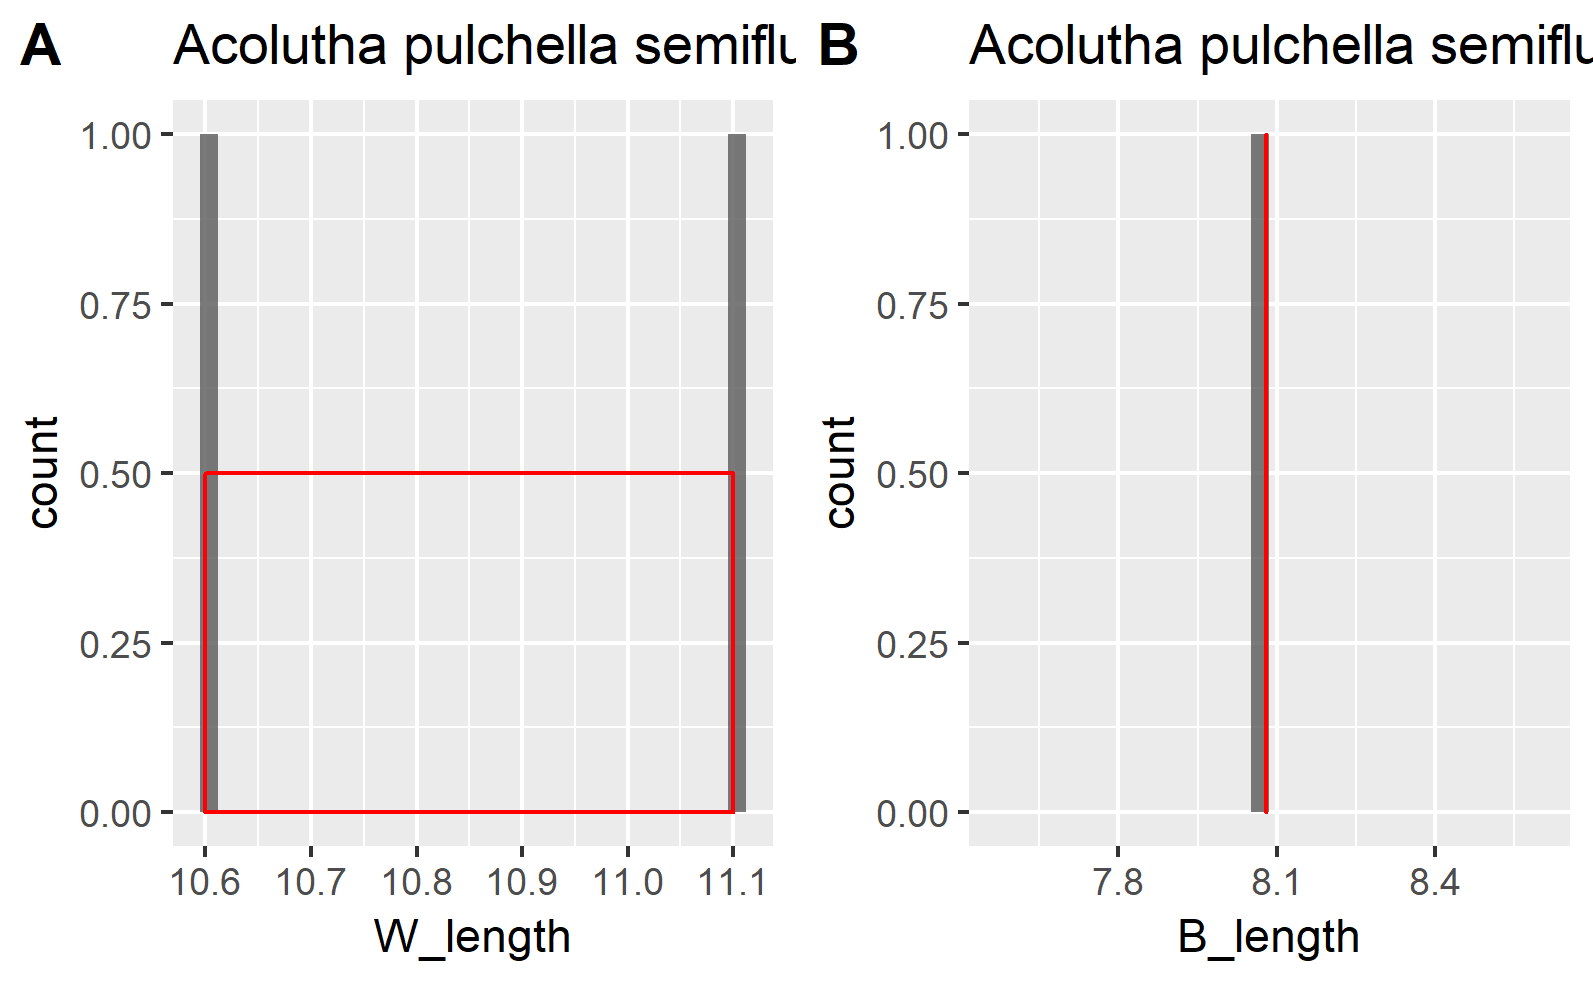 A
Acolutha pulchella semiflu
1.00
0.75
0.50
0.25
0.00
count
10.6 10.7 10.8 10.9 11.0 11.1
W_length
B
Acolutha pulchella semiflu
1.00
0.75
0.50
0.25
0.00
count
7.8 8.1 8.4
B_length